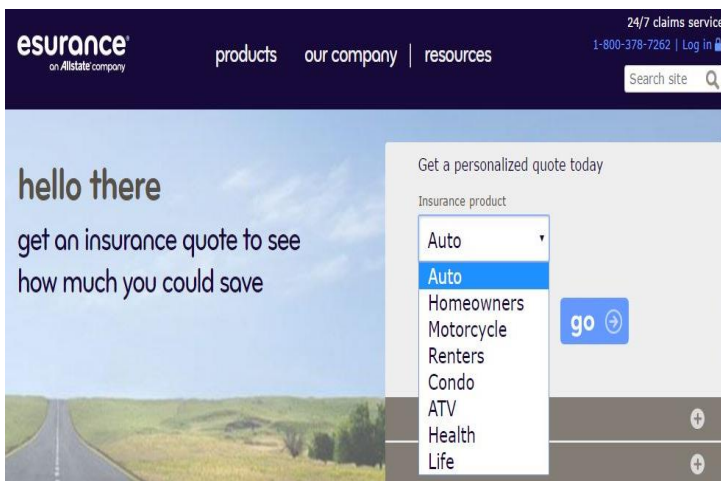 esurance®
an Allstate company
products our company | resources
24/7 claims service
1-800-378-7262 | Log in
Search site
hello there
get an insurance quote to see
how much you could save
Get a personalized quote today
Insurance product
Auto
Auto
Homeowners
Motorcycle
Renters
Condo
ATV
Health
Life
go